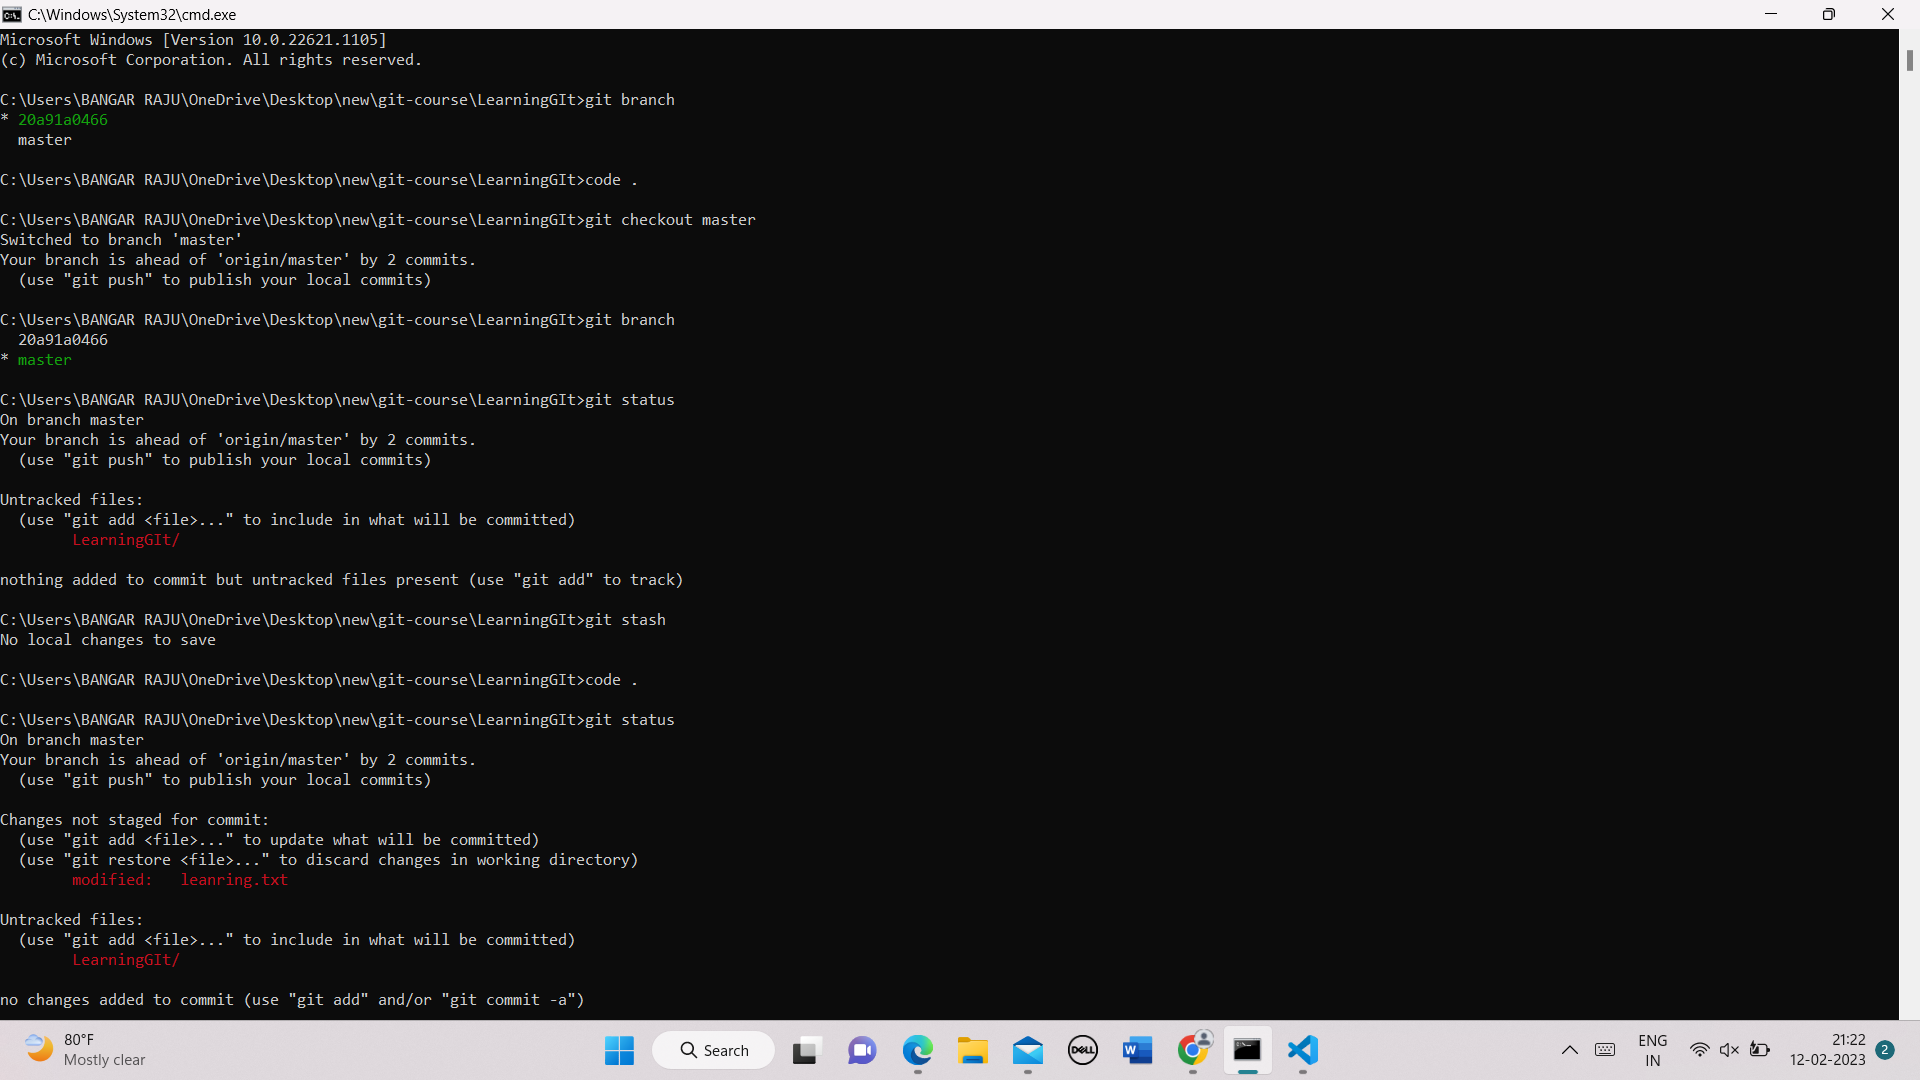 C:\Windows\System32\cmd.exe
Microsoft Windows [Version 10.0.22621.1105]
(c) Microsoft Corporation. All rights reserved.
C:\Users\BANGAR RAJU\OneDrive\Desktop\new\git-course\LearningGIt>git branch
* 20a91a0466
  master
C:\Users\BANGAR RAJU\OneDrive\Desktop\new\git-course\LearningGIt>code .
C:\Users\BANGAR RAJU\OneDrive\Desktop\new\git-course\LearningGIt>git checkout master
Switched to branch 'master'
Your branch is ahead of 'origin/master' by 2 commits.
  (use "git push" to publish your local commits)
C:\Users\BANGAR RAJU\OneDrive\Desktop\new\git-course\LearningGIt>git branch
  20a91a0466
* master
C:\Users\BANGAR RAJU\OneDrive\Desktop\new\git-course\LearningGIt>git status
On branch master
Your branch is ahead of 'origin/master' by 2 commits.
  (use "git push" to publish your local commits)
Untracked files:
  (use "git add <file>..." to include in what will be committed)
        LearningGIt/
nothing added to commit but untracked files present (use "git add" to track)
C:\Users\BANGAR RAJU\OneDrive\Desktop\new\git-course\LearningGIt>git stash
No local changes to save
C:\Users\BANGAR RAJU\OneDrive\Desktop\new\git-course\LearningGIt>code .
C:\Users\BANGAR RAJU\OneDrive\Desktop\new\git-course\LearningGIt>git status
On branch master
Your branch is ahead of 'origin/master' by 2 commits.
  (use "git push" to publish your local commits)
Changes not staged for commit:
  (use "git add <file>..." to update what will be committed)
  (use "git restore <file>..." to discard changes in working directory)
        modified:   leanring.txt
Untracked files:
  (use "git add <file>..." to include in what will be committed)
        LearningGIt/
no changes added to commit (use "git add" and/or "git commit -a")
80°F
Mostly clear
Search
DELL
W
ENG
IN
21:22
12-02-2023
2